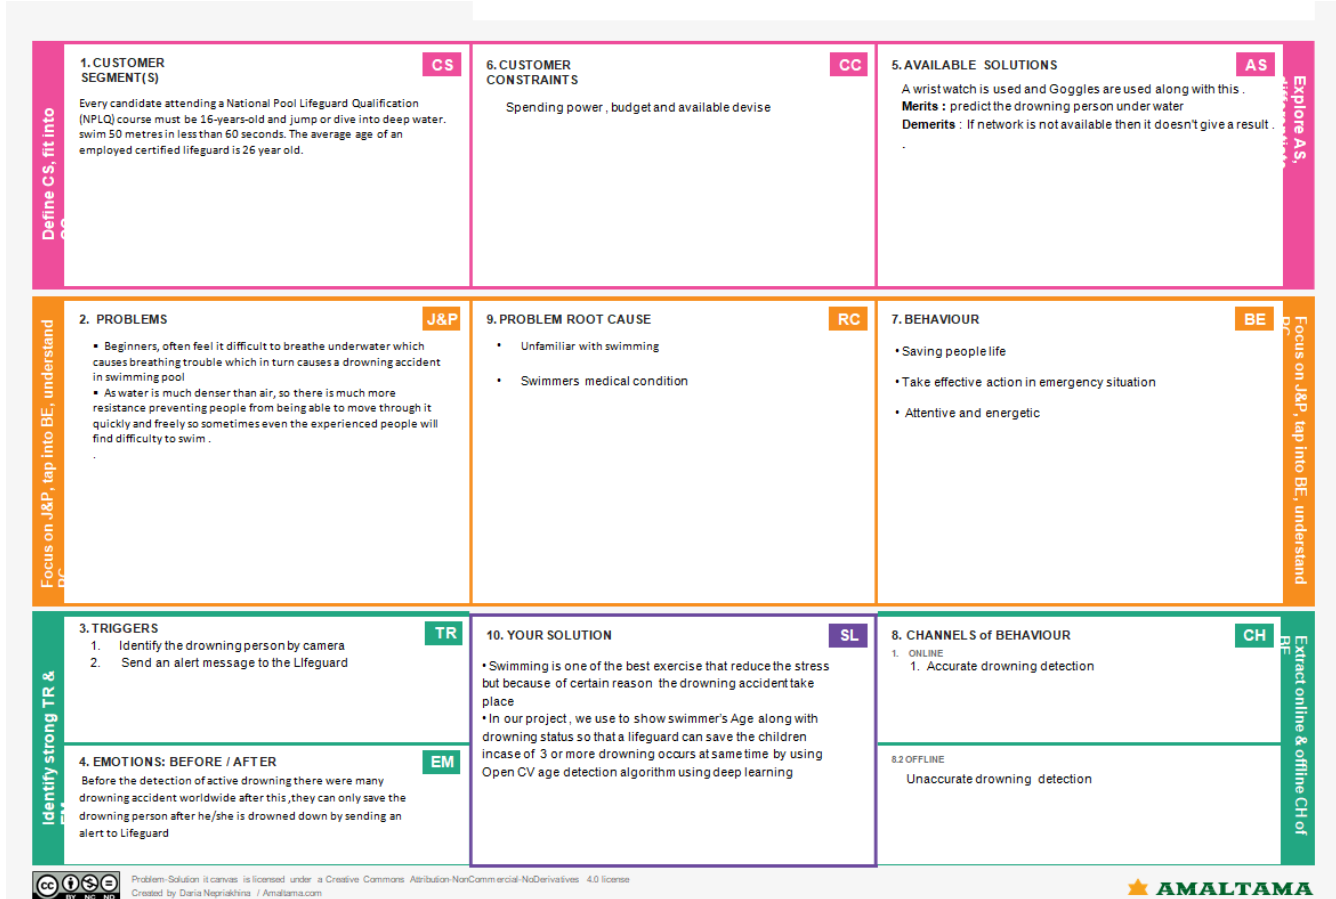 1. CUSTOMER
SEGMENT(S)
CS
Every candidate attending a National Pool Lifeguard Qualification
(NPLQ) course must be 16-years-old and jump or dive into deep water.
swim 50 metres in less than 60 seconds. The average age of an
employed certified lifeguard is 26 year old.
6. CUSTOMER
CONSTRAINTS
CC
Spending power, budget and available devise
5. AVAILABLE SOLUTIONS
AS
A wrist watch is used and Goggles are used along with this .
Merits : predict the drowning person under water
Demerits : If network is not available then it doesn't give a result .
.
Define CS, fit into
Explore AS,
2. PROBLEMS
J&P
▪ Beginners, often feel it difficult to breathe underwater which
causes breathing trouble which in turn causes a drowning accident
in swimming pool
▪ As water is much denser than air, so there is much more
resistance preventing people from being able to move through it
quickly and freely so sometimes even the experienced people will
find difficulty to swim .
.
9. PROBLEM ROOT CAUSE
RC
• Unfamiliar with swimming
• Swimmers medical condition
7. BEHAVIOUR
BE
• Saving people life
• Take effective action in emergency situation
• Attentive and energetic
Focus on J&P, tap into BE, understand
Focus on J&P, tap into BE, understand
3. TRIGGERS
TR
1. Identify the drowning person by camera
2. Send an alert message to the LIfeguard
4. EMOTIONS: BEFORE / AFTER
EM
Before the detection of active drowning there were many
drowning accident worldwide after this ,they can only save the
drowning person after he/she is drowned down by sending an
alert to Lifeguard
10. YOUR SOLUTION
SL
• Swimming is one of the best exercise that reduce the stress
but because of certain reason the drowning accident take
place
• In our project , we use to show swimmer's Age along with
drowning status so that a lifeguard can save the children
incase of 3 or more drowning occurs at same time by using
Open CV age detection algorithm using deep learning
8. CHANNELS of BEHAVIOUR
CH
1. ONLINE
1. Accurate drowning detection
8.2 OFFLINE
Unaccurate drowning detection
Identify strong TR &
Extract online & offline CH of
CC BY NC ND
Problem-Solution it canvas is licensed under a Creative Commons Attribution-NonCommercial-NoDerivatives 4.0 license
Created by Daria Nepriakhina / Amaltama.com
AMALTAMA